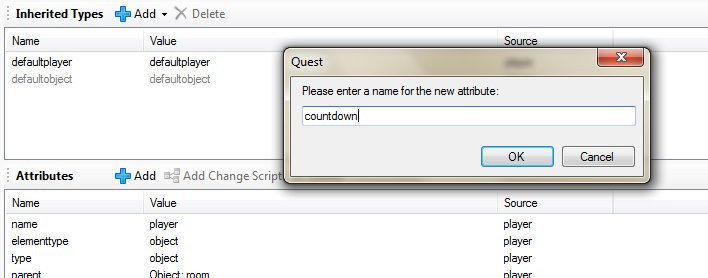 Inherited Types Add Delete
Name Value Source
defaultplayer defaultplayer
defaultobject defaultobject
Quest
Please enter a name for the new attribute:
countdown
OK Cancel
Attributes Add Add Change Script
Name Value Source
name player player
elementtype object player
type object player
parent Object: room player